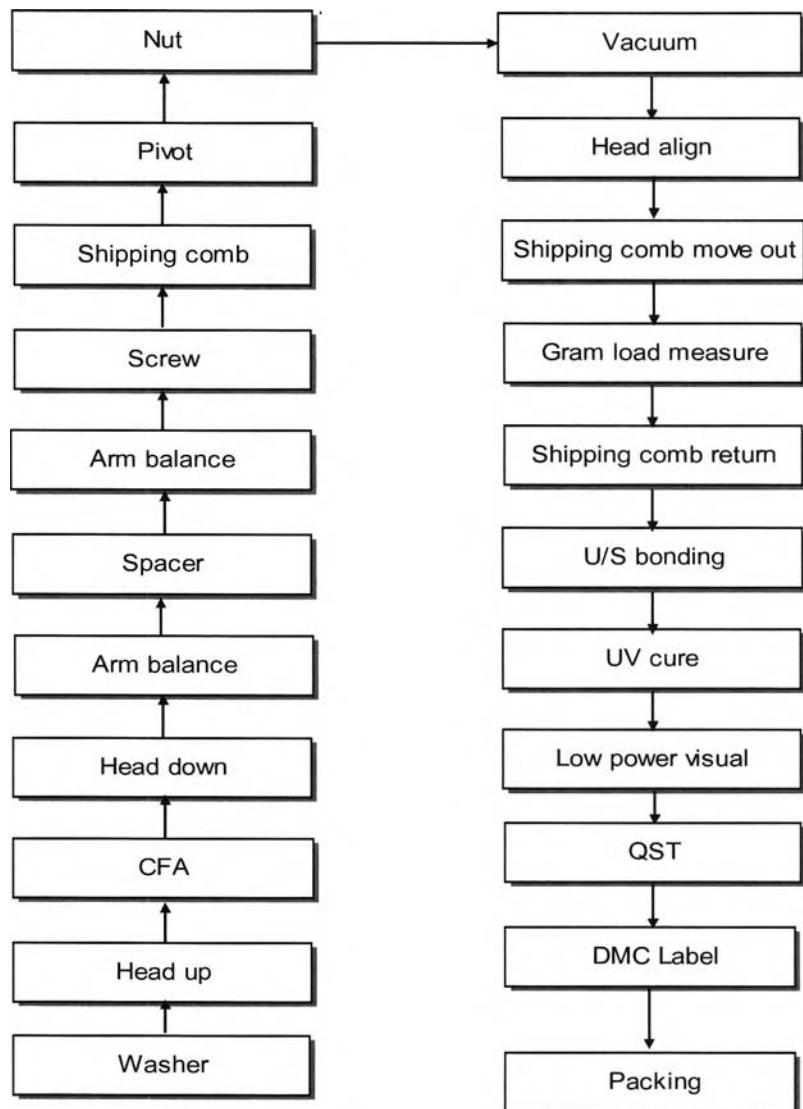 Nut
Vacuum
Pivot
Head align
Shipping comb
Shipping comb move out
Screw
Gram load measure
Arm balance
Shipping comb return
Spacer
U/S bonding
Arm balance
UV cure
Head down
Low power visual
CFA
QST
Head up
DMC Label
Washer
Packing